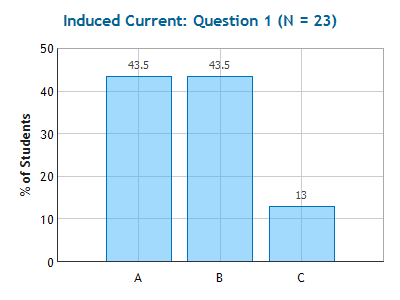 Induced Current: Question 1 (N = 23)
% of Students
50
40
30
20
10
0
43.5
43.5
13
A
B
C